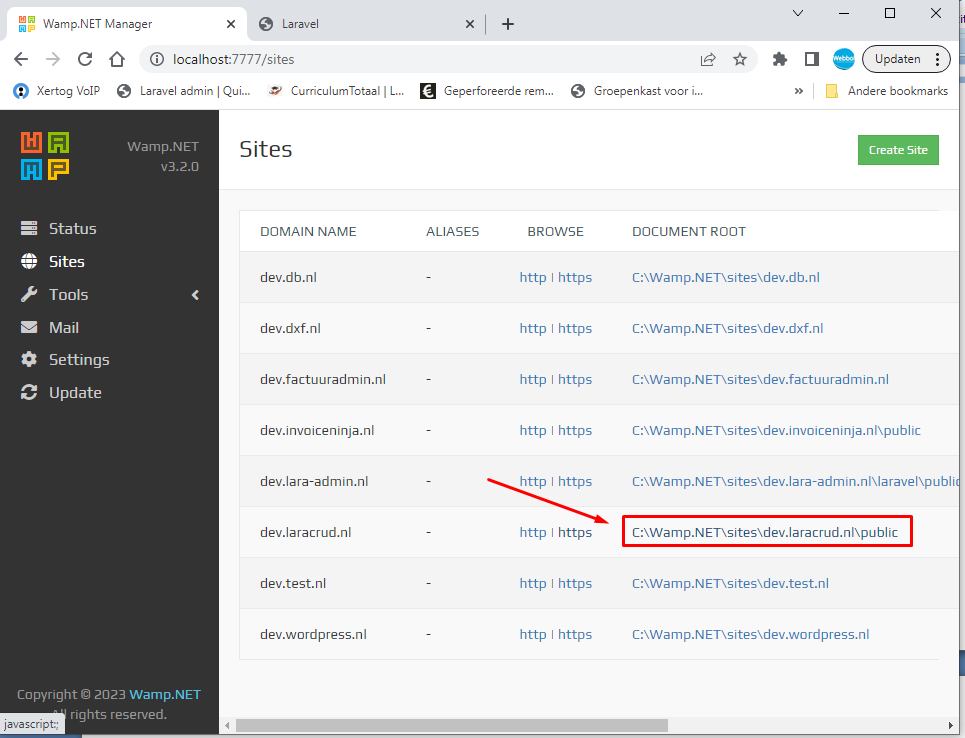 Wamp.NET Manager
Laravel
localhost:7777/sites
Updaten
Xertog VoIP
Laravel admin | Qui...
CurriculumTotaal | L...
Geperforeerde rem...
Groepenkast voor i...
»
Andere bookmarks
WAMP
Wamp.NET
v3.2.0
Status
Sites
Tools
Mail
Settings
Update
Copyright © 2023 Wamp.NET
All rights reserved.
javascript:;
Sites
Create Site
DOMAIN NAME ALIASES BROWSE DOCUMENT ROOT
dev.db.nl - http | https C:\Wamp.NET\sites\dev.db.nl
dev.dxf.nl - http | https C:\Wamp.NET\sites\dev.dxf.nl
dev.factuuradmin.nl - http | https C:\Wamp.NET\sites\dev.factuuradmin.nl
dev.invoiceninja.nl - http | https C:\Wamp.NET\sites\dev.invoiceninja.nl\public
dev.lara-admin.nl - http | https C:\Wamp.NET\sites\dev.lara-admin.nl\laravel\public
dev.laracrud.nl - http | https C:\Wamp.NET\sites\dev.laracrud.nl\public
dev.test.nl - http | https C:\Wamp.NET\sites\dev.test.nl
dev.wordpress.nl - http | https C:\Wamp.NET\sites\dev.wordpress.nl